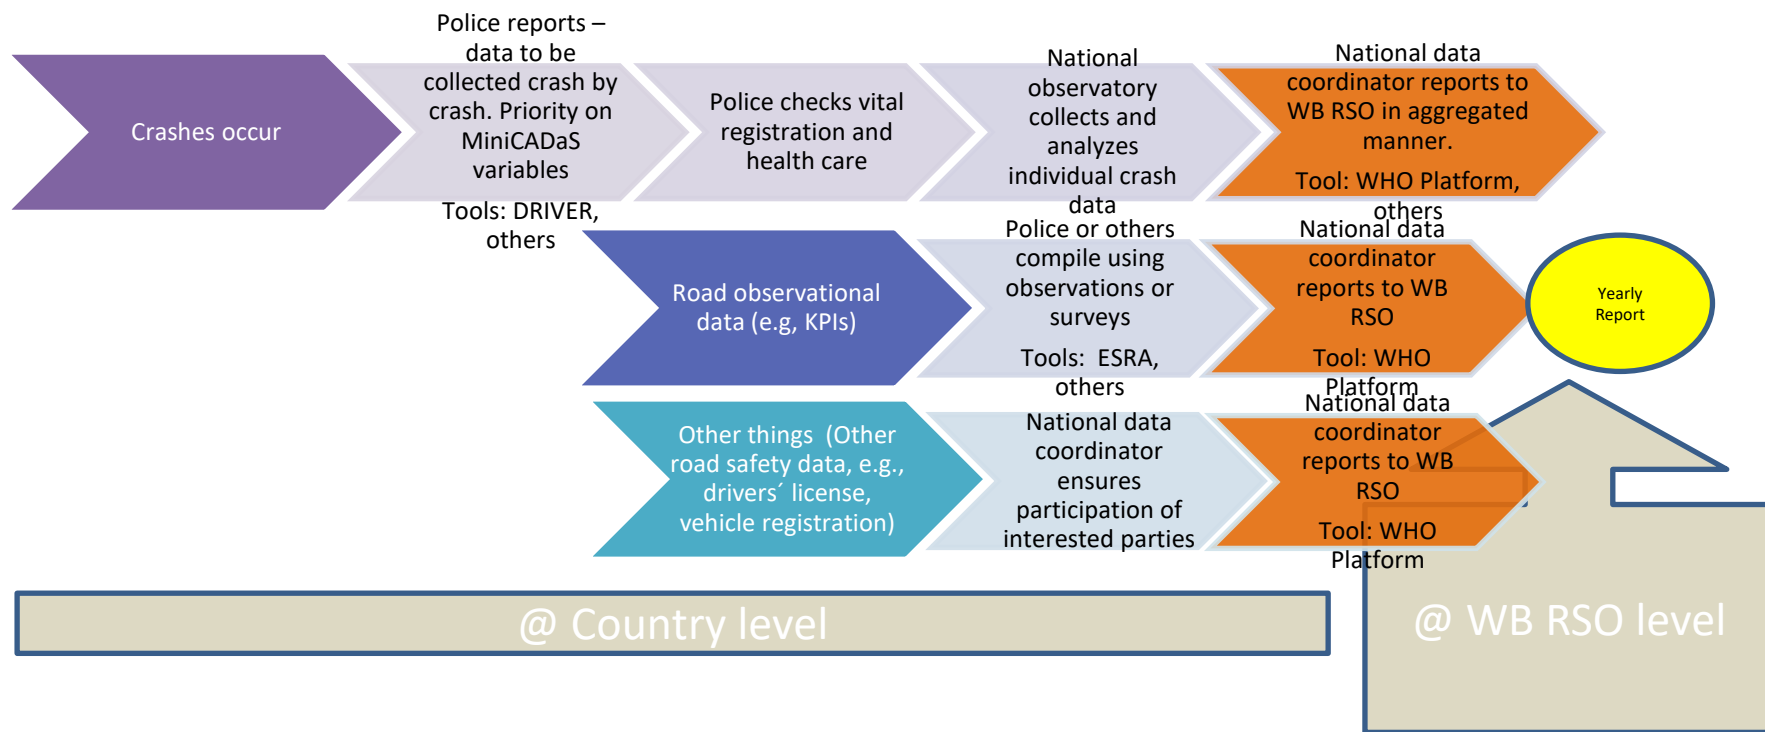 Crashes occur
Police reports –
data to be
collected crash by
crash. Priority on
MiniCADaS
variables
Tools: DRIVER,
others
Police checks vital
registration and
health care
National
observatory
collects and
analyzes
individual crash
data
National data
coordinator reports to
WB RSO in aggregated
manner.
Tool: WHO Platform,
others
Road observational
data (e.g, KPIs)
Police or others
compile using
observations or
surveys
Tools:  ESRA,
others
National data
coordinator
reports to WB
RSO
Tool: WHO
Platform
Yearly
Report
Other things  (Other
road safety data, e.g.,
drivers´ license,
vehicle registration)
National data
coordinator
ensures
participation of
interested parties
National data
coordinator
reports to WB
RSO
Tool: WHO
Platform
@ Country level
@ WB RSO level